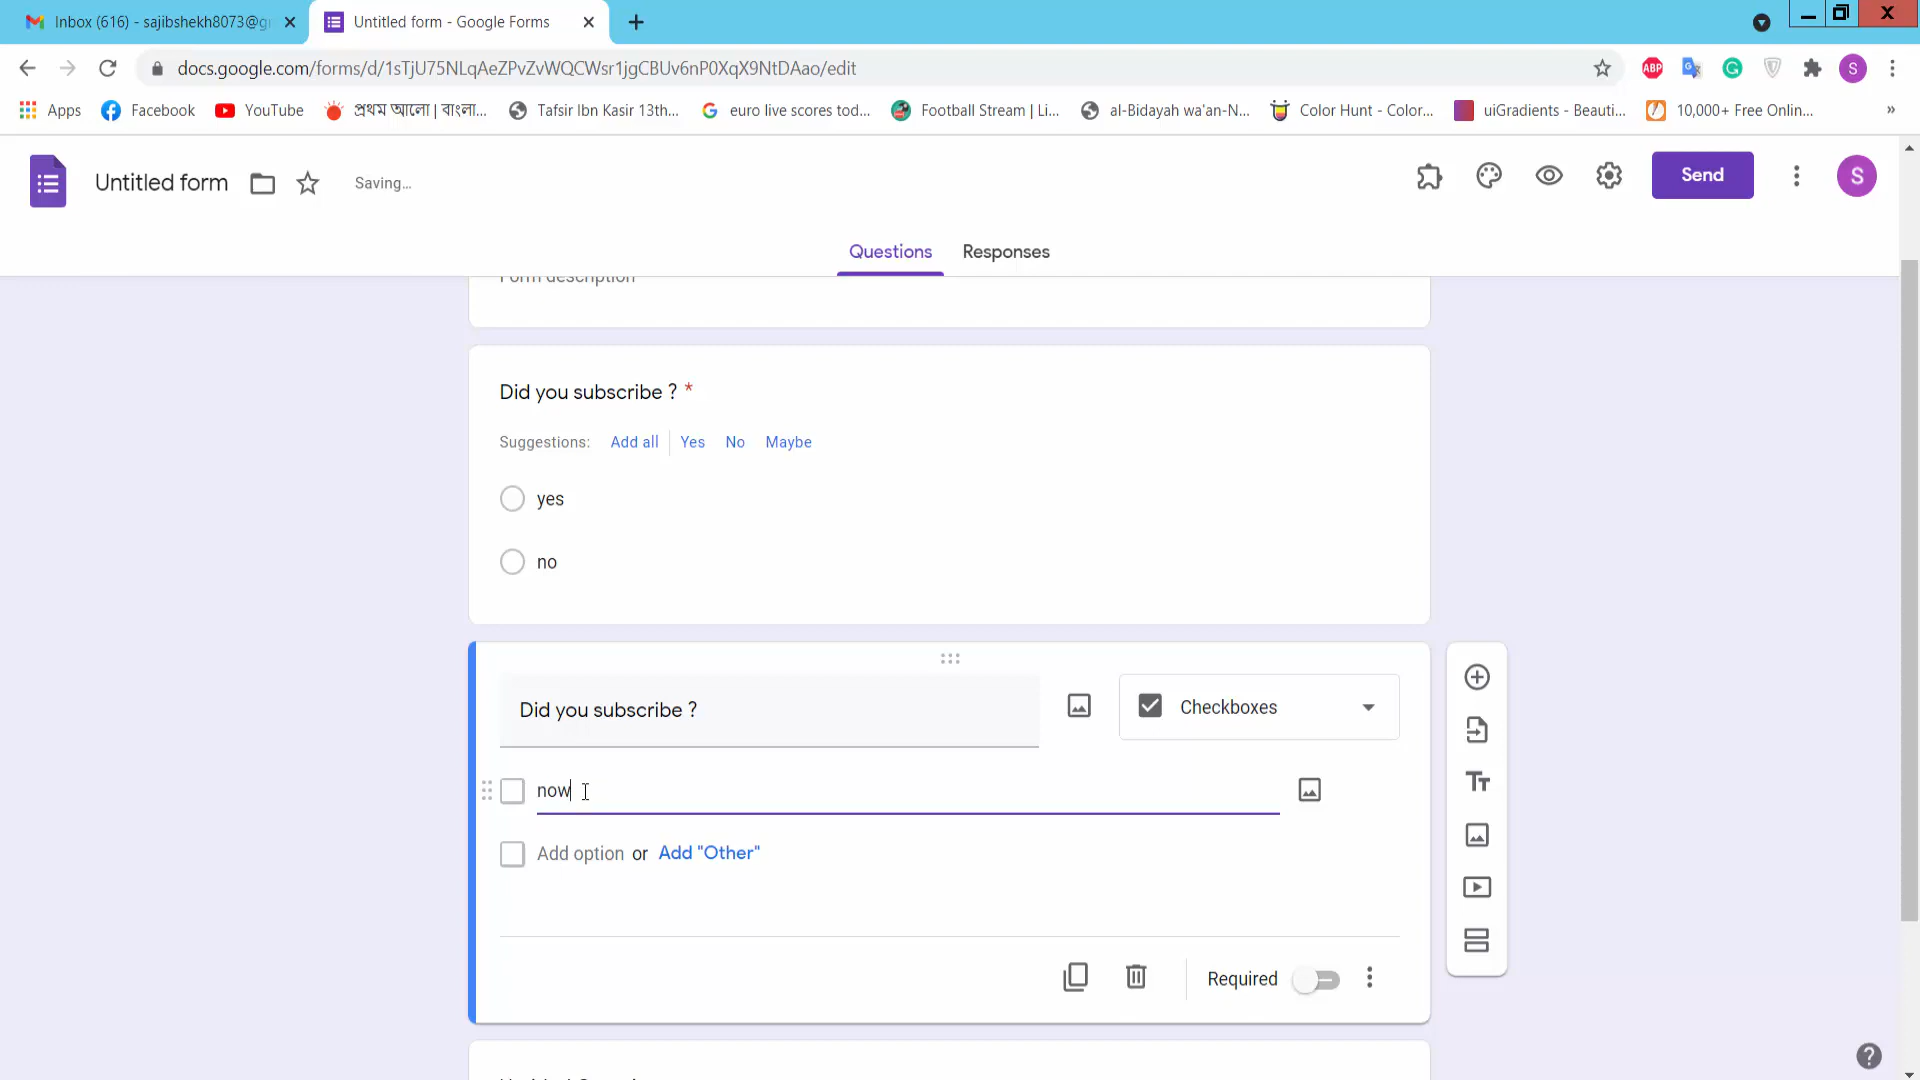 Inbox (616) - sajibshekh8073@g
Untitled form - Google Forms
docs.google.com/forms/d/1sTjU75NLqAeZPvZvWQCWsr1jgCBUv6nP0XqX9NtDAao/edit
ABP
S
Apps
Facebook
YouTube
প্রথম আলো | বাংলা...
Tafsir Ibn Kasir 13th...
euro live scores tod...
Football Stream | Li...
al-Bidayah wa'an-N...
Color Hunt - Color...
uiGradients - Beauti...
10,000+ Free Onlin...
»
Untitled form
Saving...
Send
S
Questions
Responses
Form description
Did you subscribe ? *
Suggestions:
Add all
Yes
No
Maybe
yes
no
Did you subscribe ?
Checkboxes
now
Add option or Add "Other"
Required